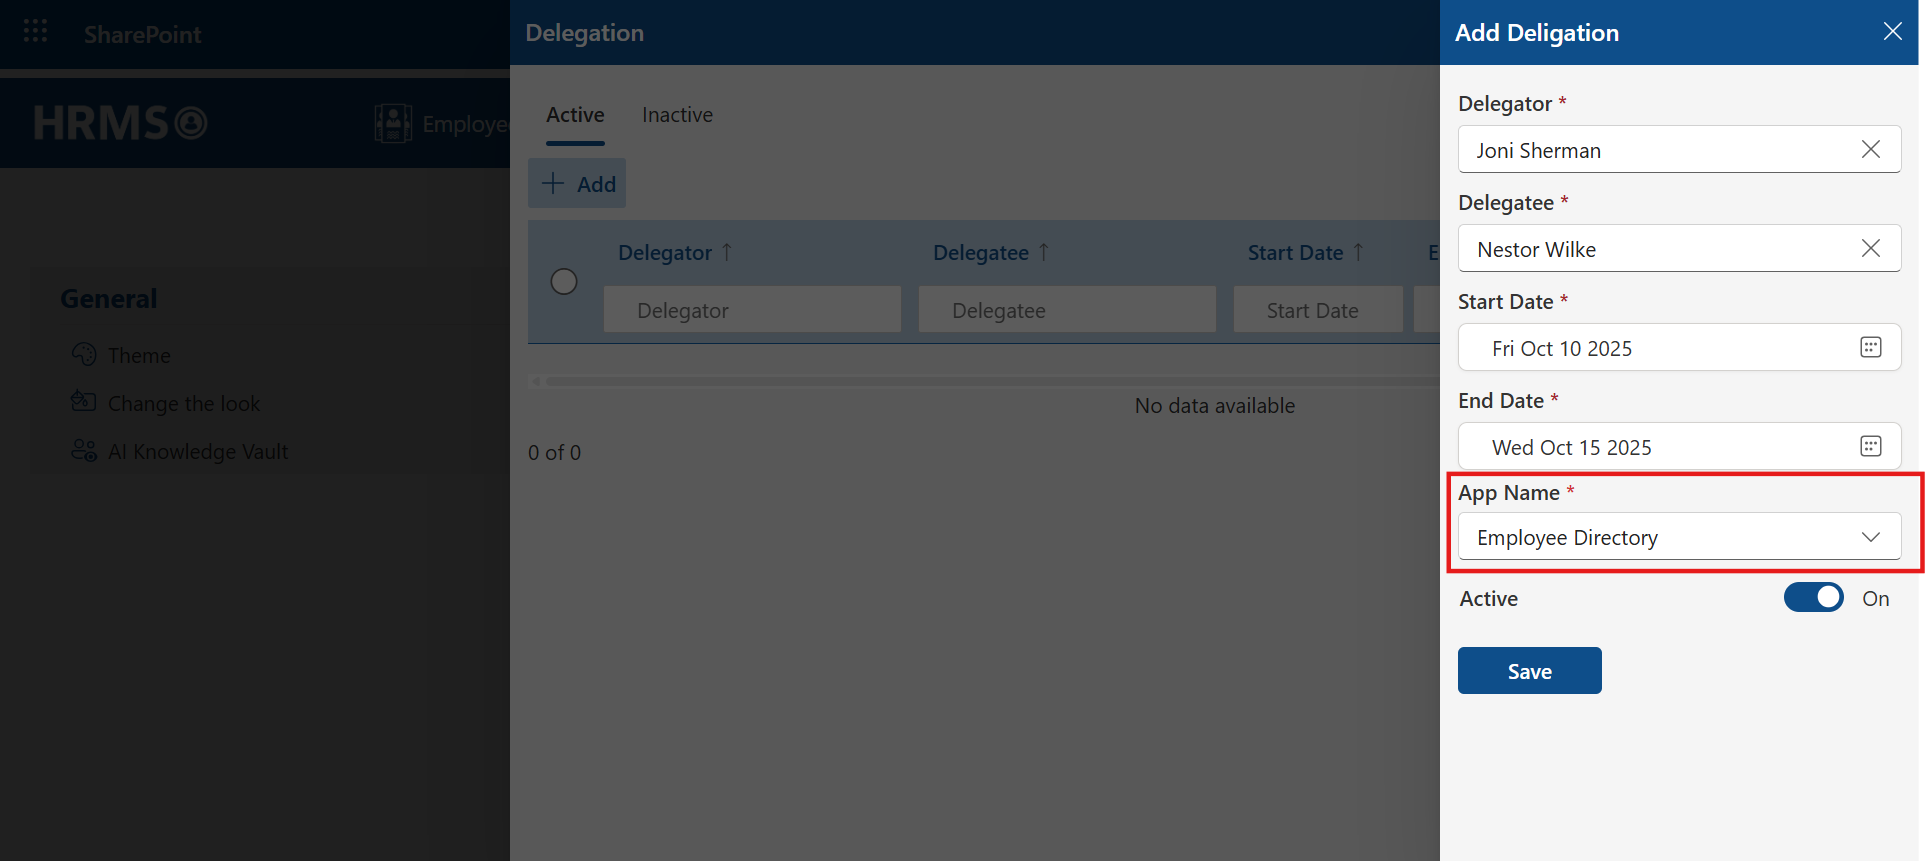 SharePoint
HRMS
Employee
General
Theme
Change the look
AI Knowledge Vault
Delegation
Active
Inactive
Add
Delegator
Delegatee
Start Date
E
Delegator
Delegatee
Start Date
No data available
0 of 0
Add Deligation
Delegator *
Joni Sherman
Delegatee *
Nestor Wilke
Start Date *
Fri Oct 10 2025
End Date *
Wed Oct 15 2025
App Name *
Employee Directory
Active
On
Save